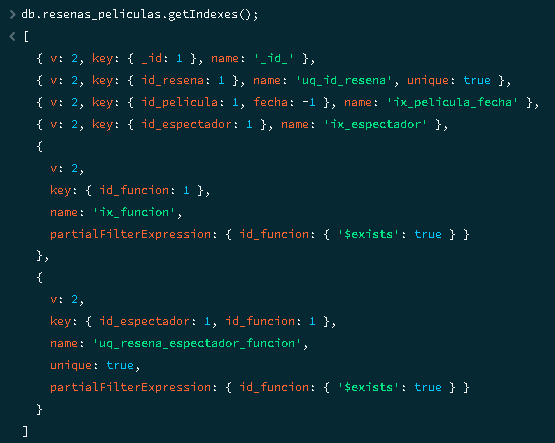 > db.resenas_peliculas.getIndexes();
< [
{ v: 2, key: { _id: 1 }, name: '_id_' },
{ v: 2, key: { id_resena: 1 }, name: 'uq_id_resena', unique: true },
{ v: 2, key: { id_pelicula: 1, fecha: -1 }, name: 'ix_pelicula_fecha' },
{ v: 2, key: { id_espectador: 1 }, name: 'ix_espectador' },
{
v: 2,
key: { id_funcion: 1 },
name: 'ix_funcion',
partialFilterExpression: { id_funcion: { '$exists': true } }
},
{
v: 2,
key: { id_espectador: 1, id_funcion: 1 },
name: 'uq_resena_espectador_funcion',
unique: true,
partialFilterExpression: { id_funcion: { '$exists': true } }
}
]